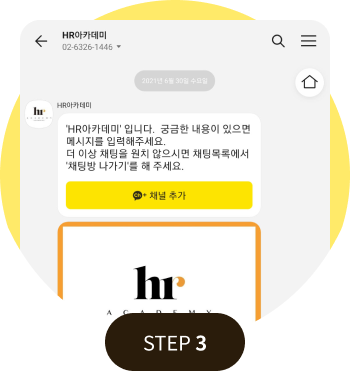 HR아카데미
02-6326-1446
2021년 6월 30일 수요일
hr
HR아카데미
'HR아카데미' 입니다.  궁금한 내용이 있으면
메시지를 입력해주세요.
더 이상 채팅을 원치 않으시면 채팅목록에서
'채팅방 나가기'를 해 주세요.
Ch+ 채널 추가
hr
ACADEMY
STEP 3